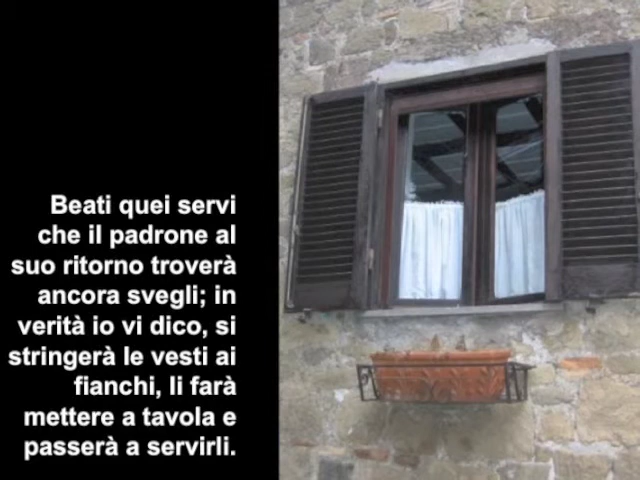 Beati quei servi
che il padrone al
suo ritorno troverà
ancora svegli; in
verità io vi dico, si
stringerà le vesti ai
fianchi, li farà
mettere a tavola e
passerà a servirli.